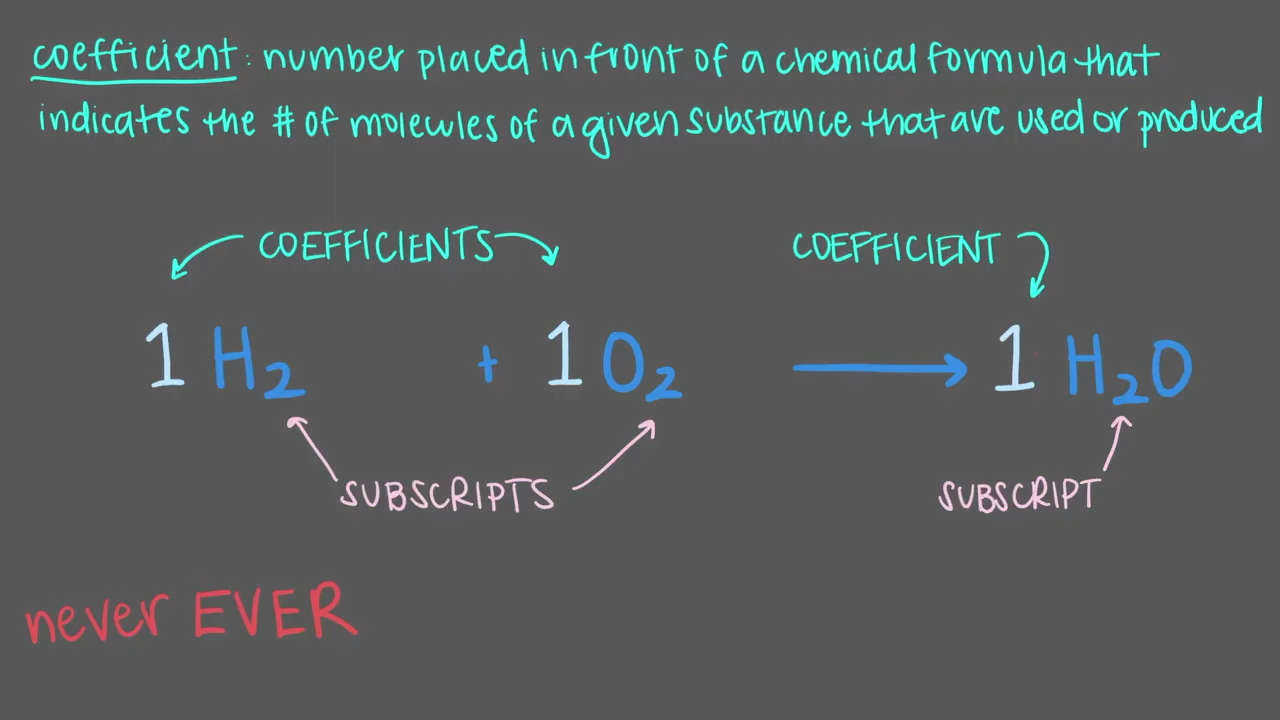 coefficient: number placed in front of a chemical formula that
indicates the # of molecules of a given substance that are used or produced
COEFFICIENTS COEFFICIENT
1 H₂ + 1 O₂ → 1 H₂O
SUBSCRIPTS SUBSCRIPT
never EVER